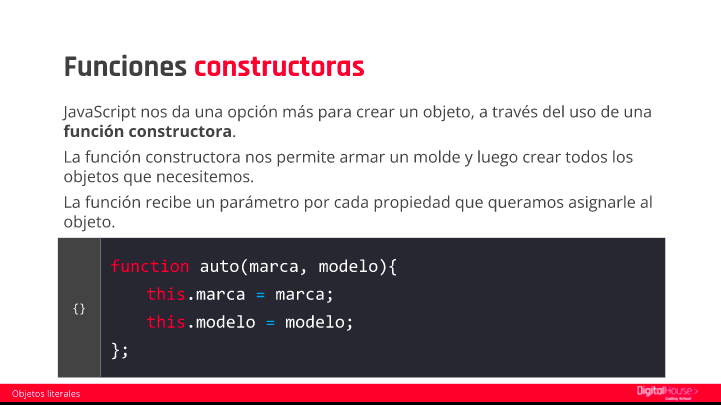 Funciones constructoras
JavaScript nos da una opción más para crear un objeto, a través del uso de una
función constructora.
La función constructora nos permite armar un molde y luego crear todos los
objetos que necesitemos.
La función recibe un parámetro por cada propiedad que queramos asignarle al
objeto.
{}
function auto(marca, modelo){
this.marca = marca;
this.modelo = modelo;
};
Objetos literales
DigitalHouse >
Coding School